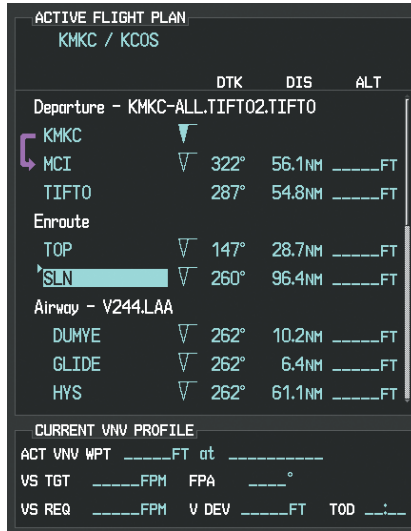 ACTIVE FLIGHT PLAN
KMKC / KCOS
DTK DIS ALT
Departure - KMKC-ALL.TIFTO2.TIFTO
KMKC
MCI 322° 56.1NM _____FT
TIFTO 287° 54.8NM _____FT
Enroute
TOP 147° 28.7NM _____FT
SLN 260° 96.4NM _____FT
Airway - V244.LAA
DUMYE 262° 10.2NM _____FT
GLIDE 262° 6.4NM _____FT
HYS 262° 61.1NM _____FT
CURRENT VNV PROFILE
ACT VNV WPT _____FT at __________
VS TGT _____FPM FPA ____°
VS REQ _____FPM V DEV _____FT TOD __:__